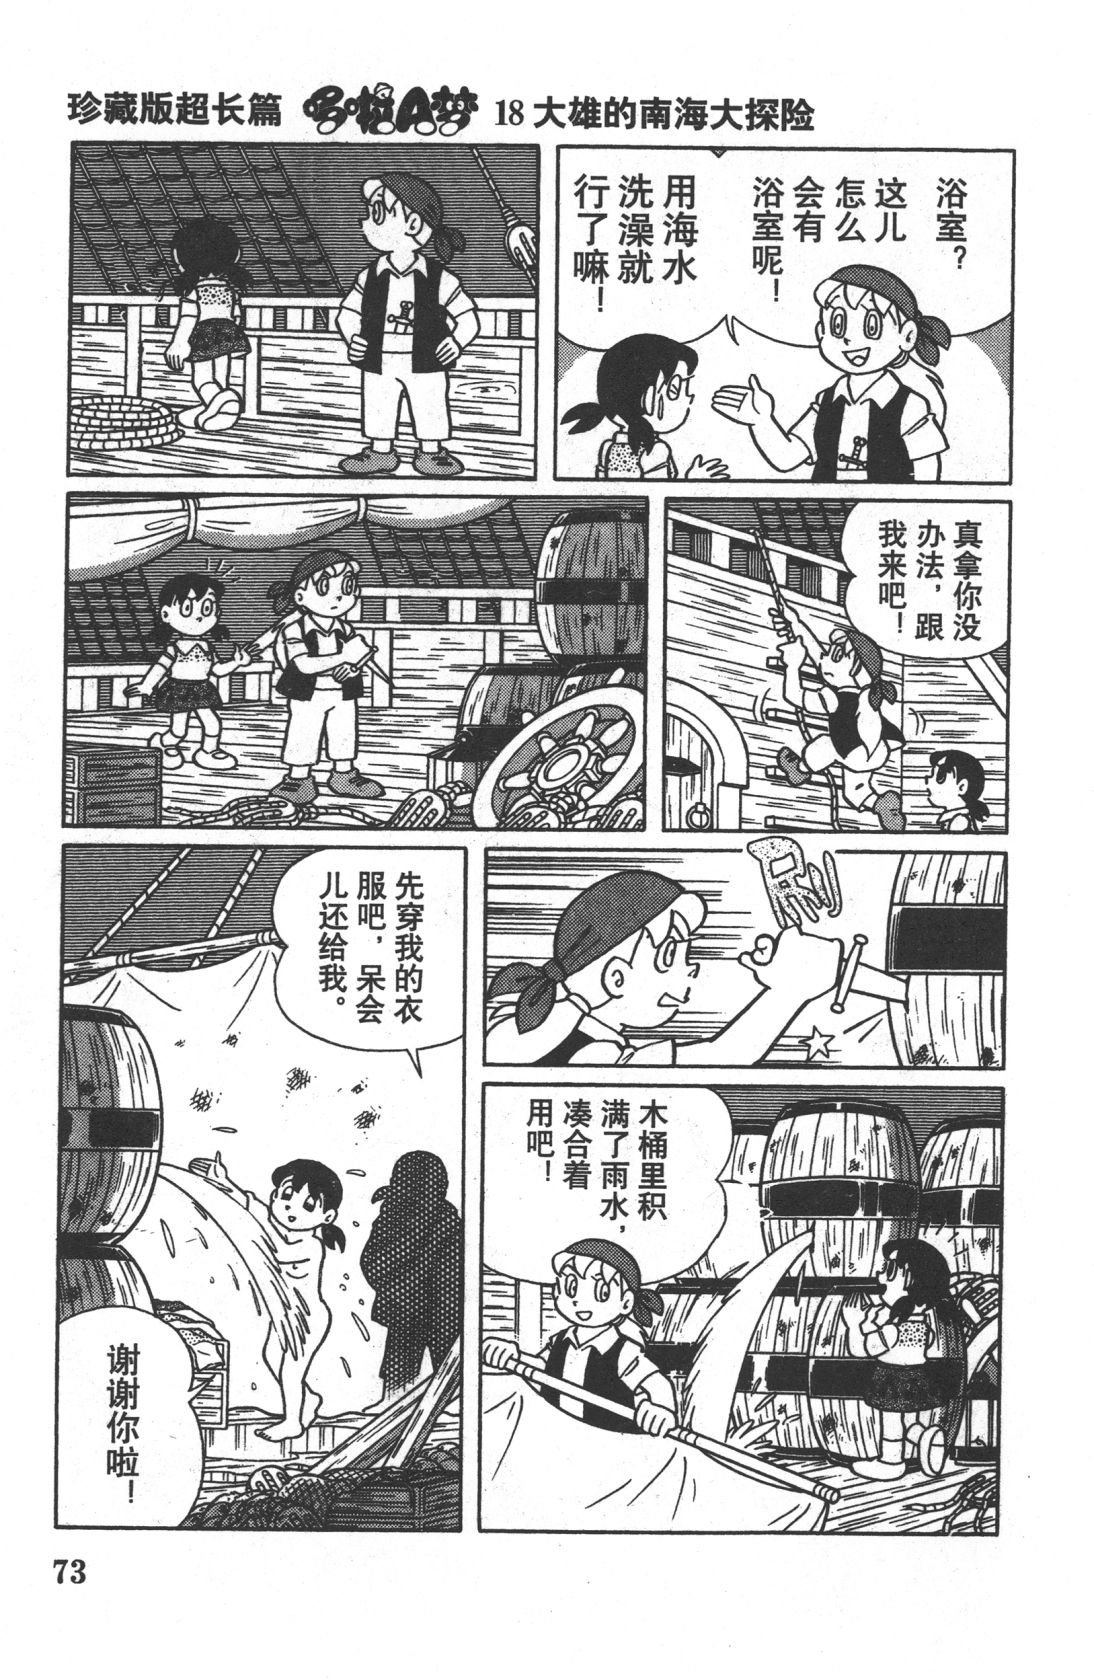 珍藏版超长篇 哆啦A梦 18 大雄的南海大探险
浴室？
这儿
怎么
会有
浴室呢！
用海水
洗澡就
行了嘛！
真拿你没
办法，跟
我来吧！
刷
木桶里积
满了雨水，
凑合着
用吧！
先穿我的衣
服吧，呆会
儿还给我。
谢谢你啦！
73